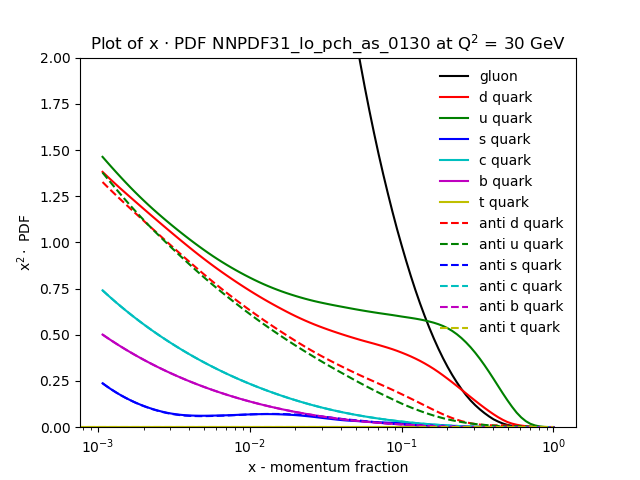 Plot of x · PDF NNPDF31_lo_pch_as_0130 at Q² = 30 GeV
2.00
1.75
1.50
1.25
1.00
0.75
0.50
0.25
0.00
x²· PDF
gluon
d quark
u quark
s quark
c quark
b quark
t quark
anti d quark
anti u quark
anti s quark
anti c quark
anti b quark
anti t quark
10⁻³ 10⁻² 10⁻¹ 10⁰
x - momentum fraction